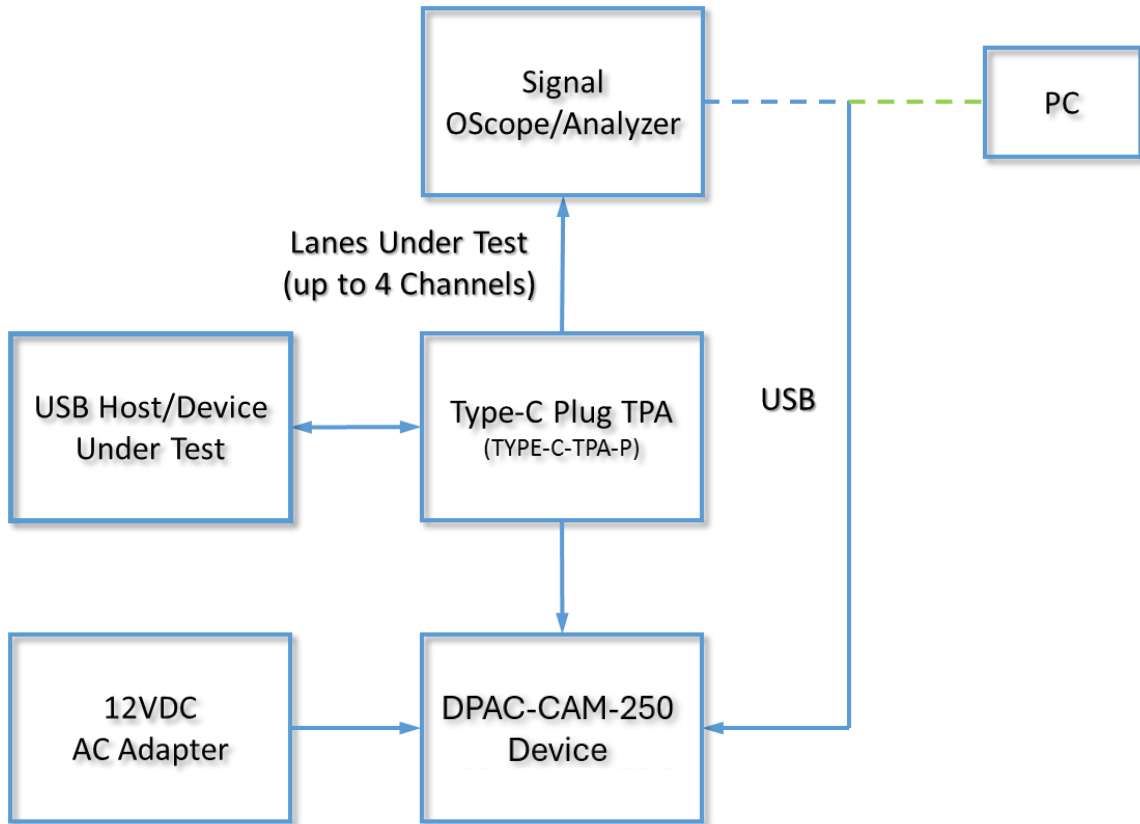 Signal
OScope/Analyzer
PC
Lanes Under Test
(up to 4 Channels)
USB Host/Device
Under Test
Type-C Plug TPA
(TYPE-C-TPA-P)
USB
12VDC
AC Adapter
DPAC-CAM-250
Device